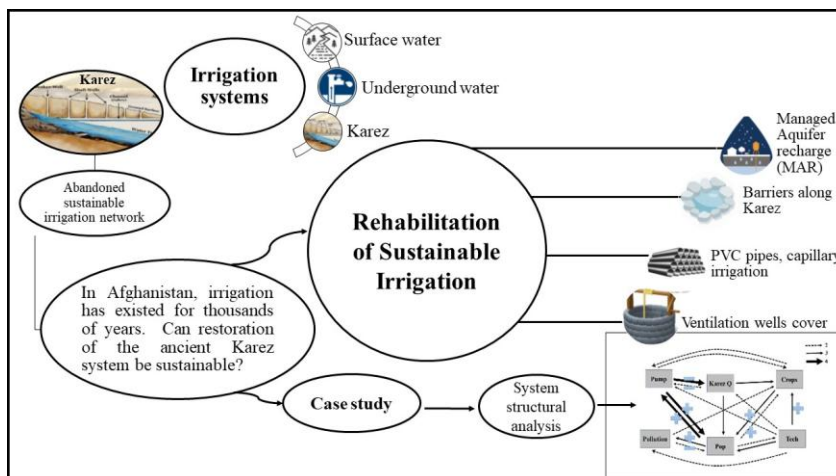 Karez
Irrigation
systems
Surface water
Underground water
Karez
Abandoned
sustainable
irrigation network
In Afghanistan, irrigation
has existed for thousands
of years. Can restoration
of the ancient Karez
system be sustainable?
Rehabilitation
of Sustainable
Irrigation
Managed
Aquifer
recharge
(MAR)
Barriers along
Karez
PVC pipes, capillary
irrigation
Ventilation wells cover
Case study
System
structural
analysis
Pump
Karez Q
Crops
Pollution
Pop
Tech